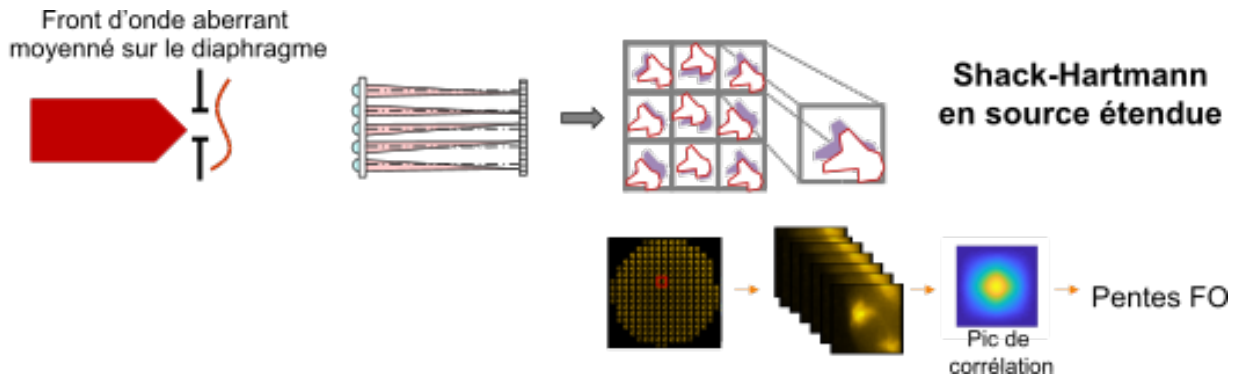 Front d'onde aberrant
moyenné sur le diaphragme
Shack-Hartmann
en source étendue
Pentes FO
Pic de
corrélation